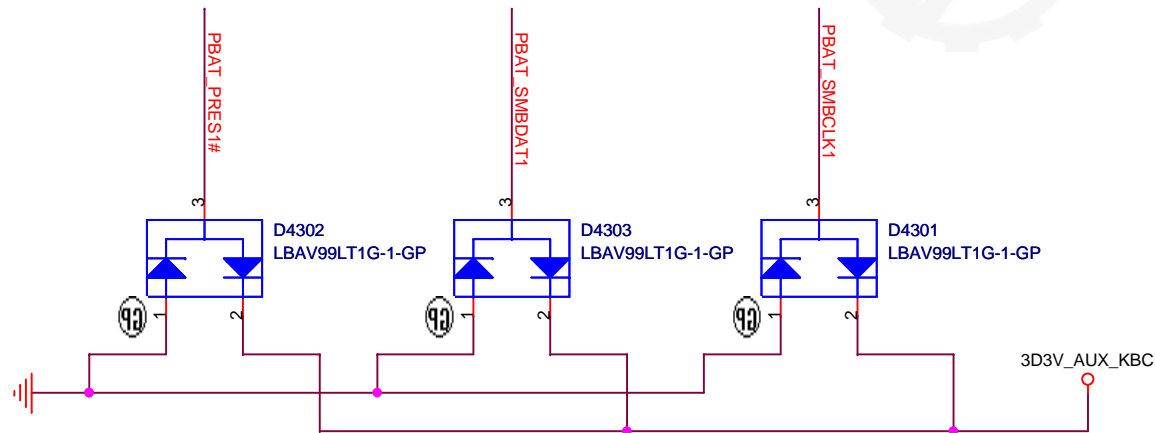 PBAT_PRES1#
PBAT_SMBDAT1
PBAT_SMBCLK1
3
3
3
D4302
LBAV99LT1G-1-GP
D4303
LBAV99LT1G-1-GP
D4301
LBAV99LT1G-1-GP
GP
1
2
GP
1
2
GP
1
2
3D3V_AUX_KBC